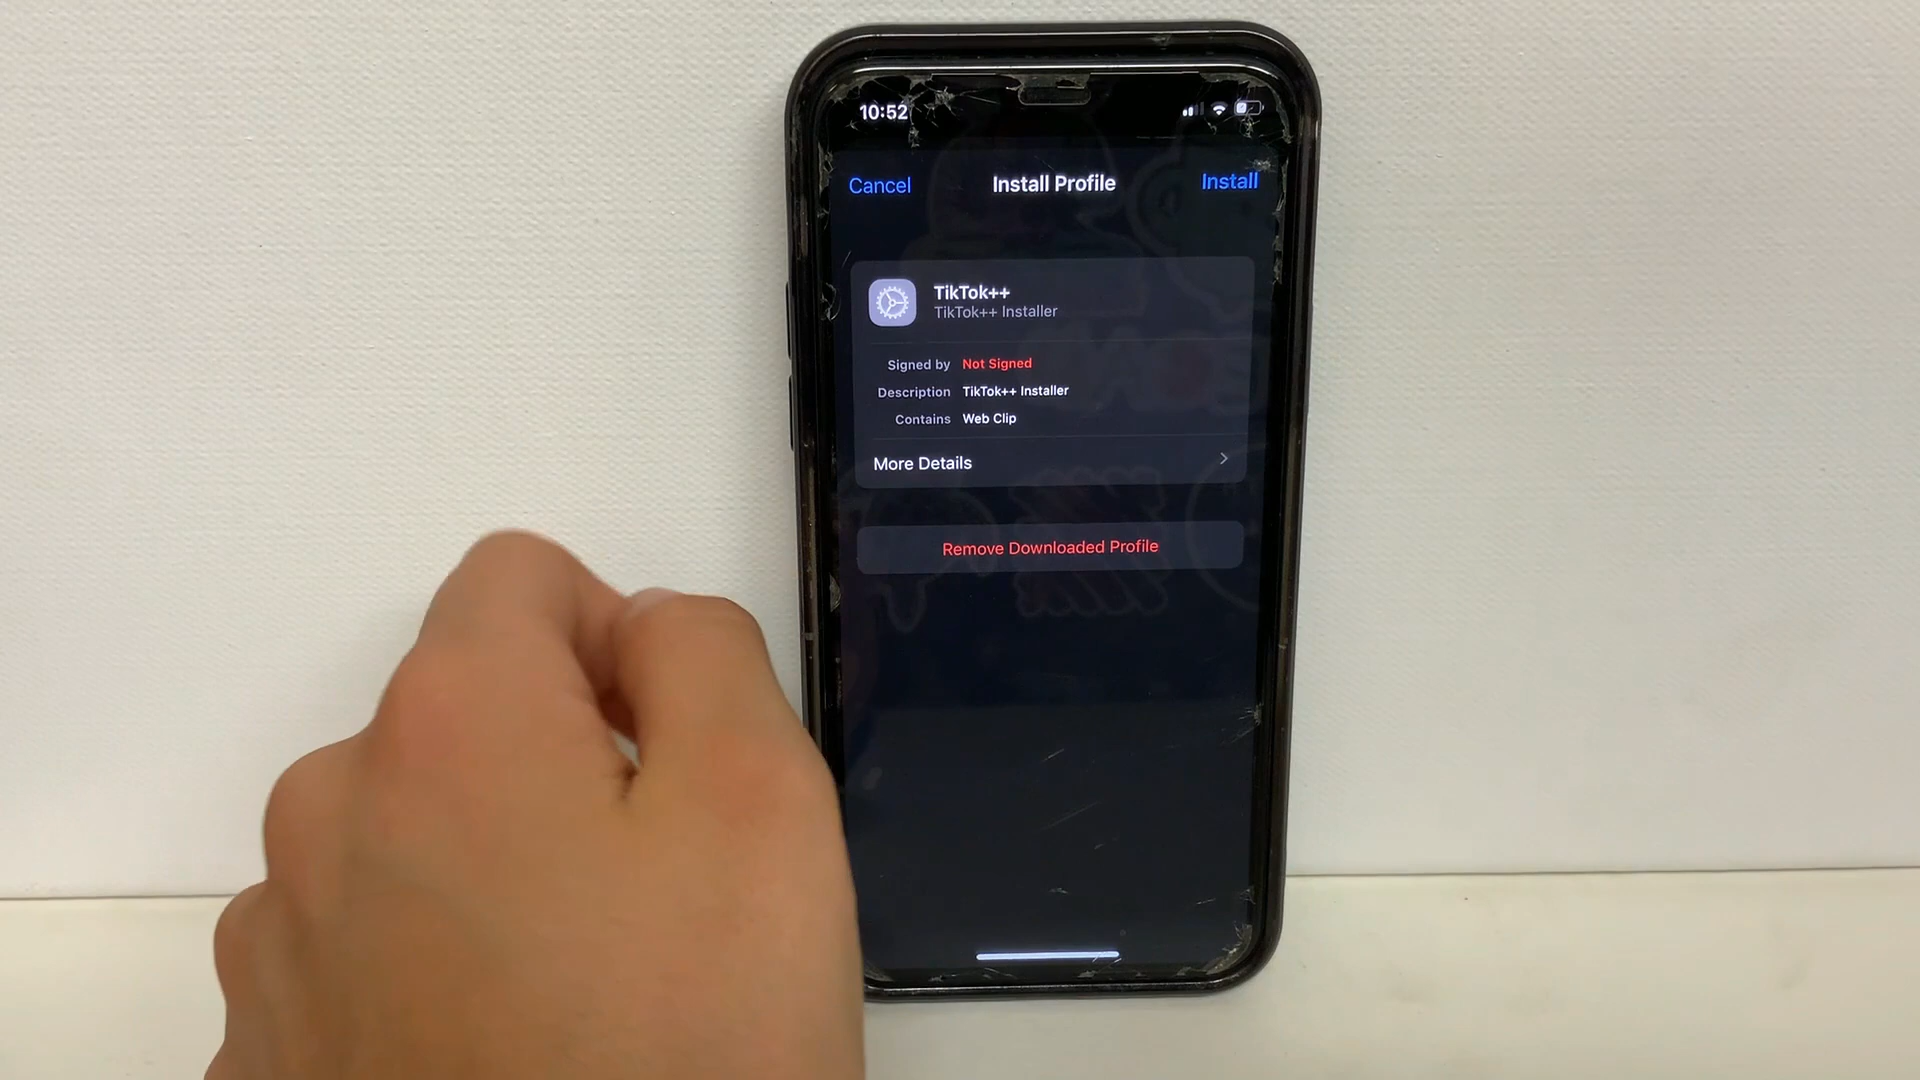 10:52
Cancel
Install Profile
Install
TikTok++
TikTok++ Installer
Signed by Not Signed
Description TikTok++ Installer
Contains Web Clip
More Details
Remove Downloaded Profile